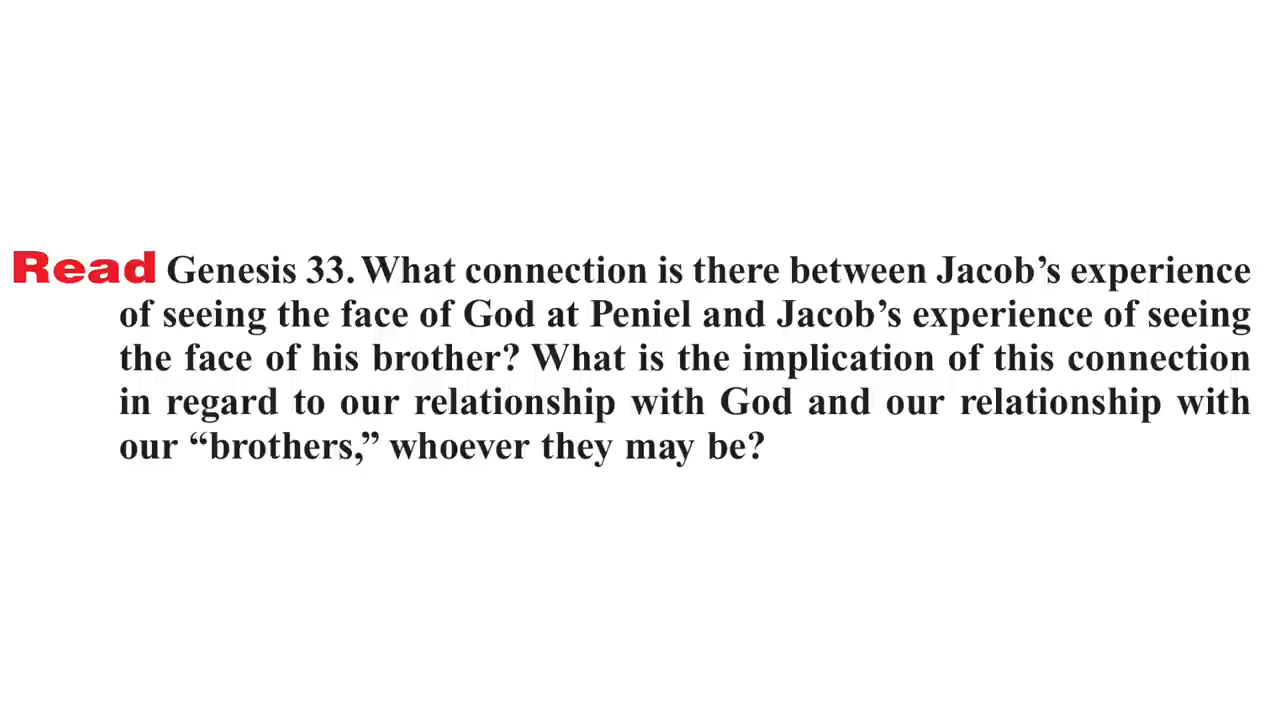 Read Genesis 33. What connection is there between Jacob’s experience
of seeing the face of God at Peniel and Jacob’s experience of seeing
the face of his brother? What is the implication of this connection
in regard to our relationship with God and our relationship with
our “brothers,” whoever they may be?